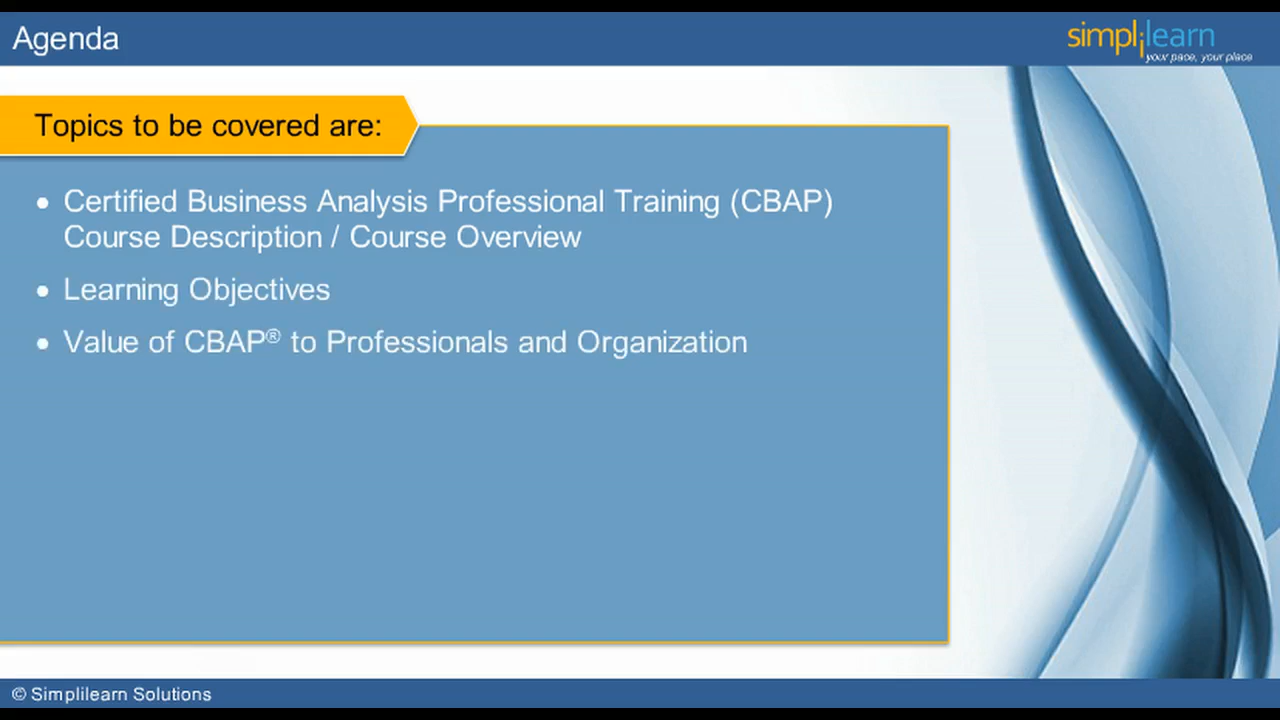 Agenda
simplilearn
your pace, your place
Topics to be covered are:
• Certified Business Analysis Professional Training (CBAP)
Course Description / Course Overview
• Learning Objectives
• Value of CBAP® to Professionals and Organization
© Simplilearn Solutions